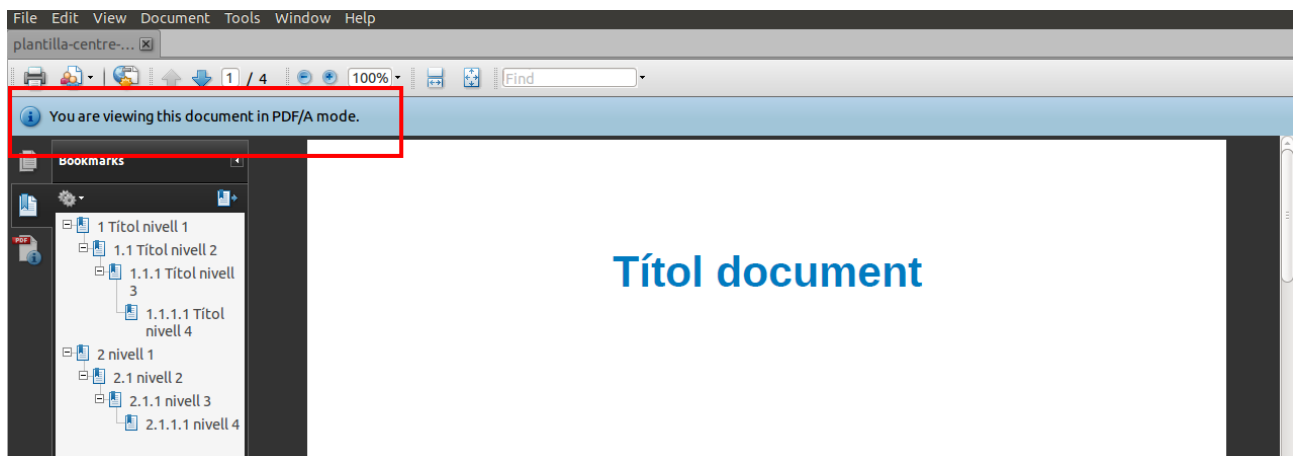 File Edit View Document Tools Window Help
plantilla-centre-...
1 / 4 100% Find
You are viewing this document in PDF/A mode.
Bookmarks
1 Títol nivell 1
1.1 Títol nivell 2
1.1.1 Títol nivell
3
1.1.1.1 Títol
nivell 4
2 nivell 1
2.1 nivell 2
2.1.1 nivell 3
2.1.1.1 nivell 4
PDF
Títol document